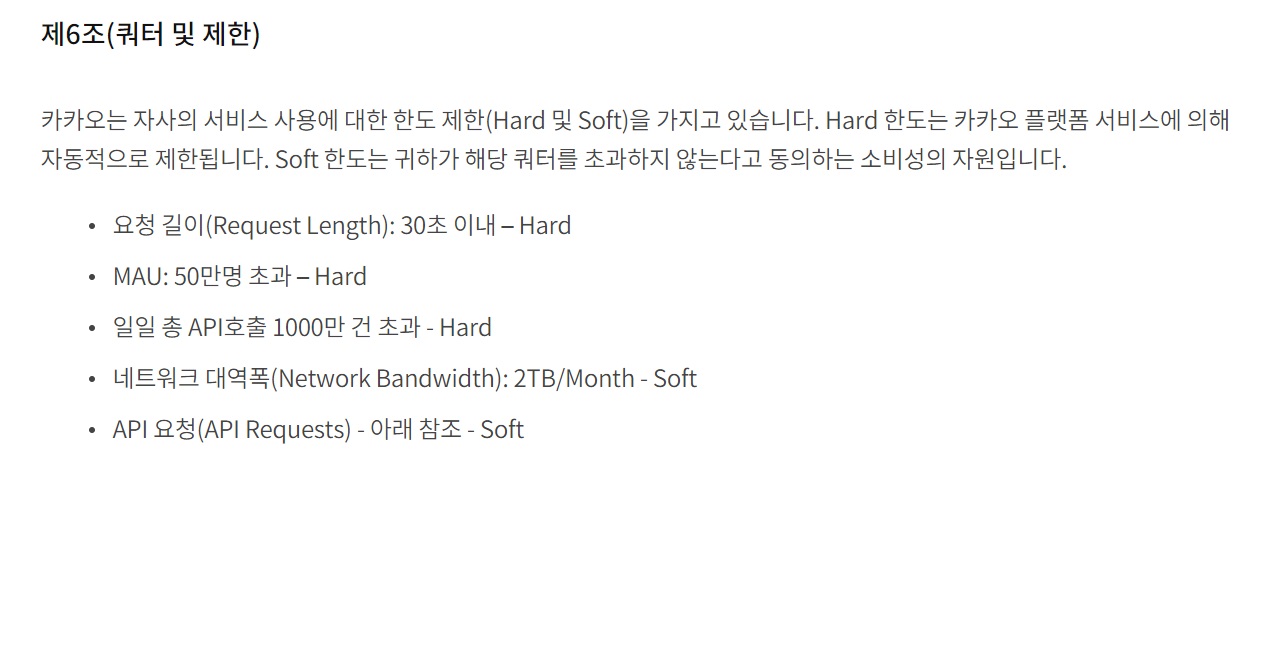 제6조(쿼터 및 제한)
카카오는 자사의 서비스 사용에 대한 한도 제한(Hard 및 Soft)을 가지고 있습니다. Hard 한도는 카카오 플랫폼 서비스에 의해
자동적으로 제한됩니다. Soft 한도는 귀하가 해당 쿼터를 초과하지 않는다고 동의하는 소비성의 자원입니다.
• 요청 길이(Request Length): 30초 이내 – Hard
• MAU: 50만명 초과 – Hard
• 일일 총 API호출 1000만 건 초과 - Hard
• 네트워크 대역폭(Network Bandwidth): 2TB/Month - Soft
• API 요청(API Requests) - 아래 참조 - Soft